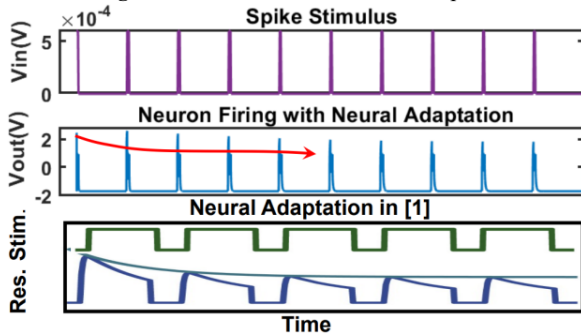 ×10⁻⁴
Spike Stimulus
Vin(V)
5
0
Neuron Firing with Neural Adaptation
Vout(V)
2
0
-2
Neural Adaptation in [1]
Res. Stim.
Time